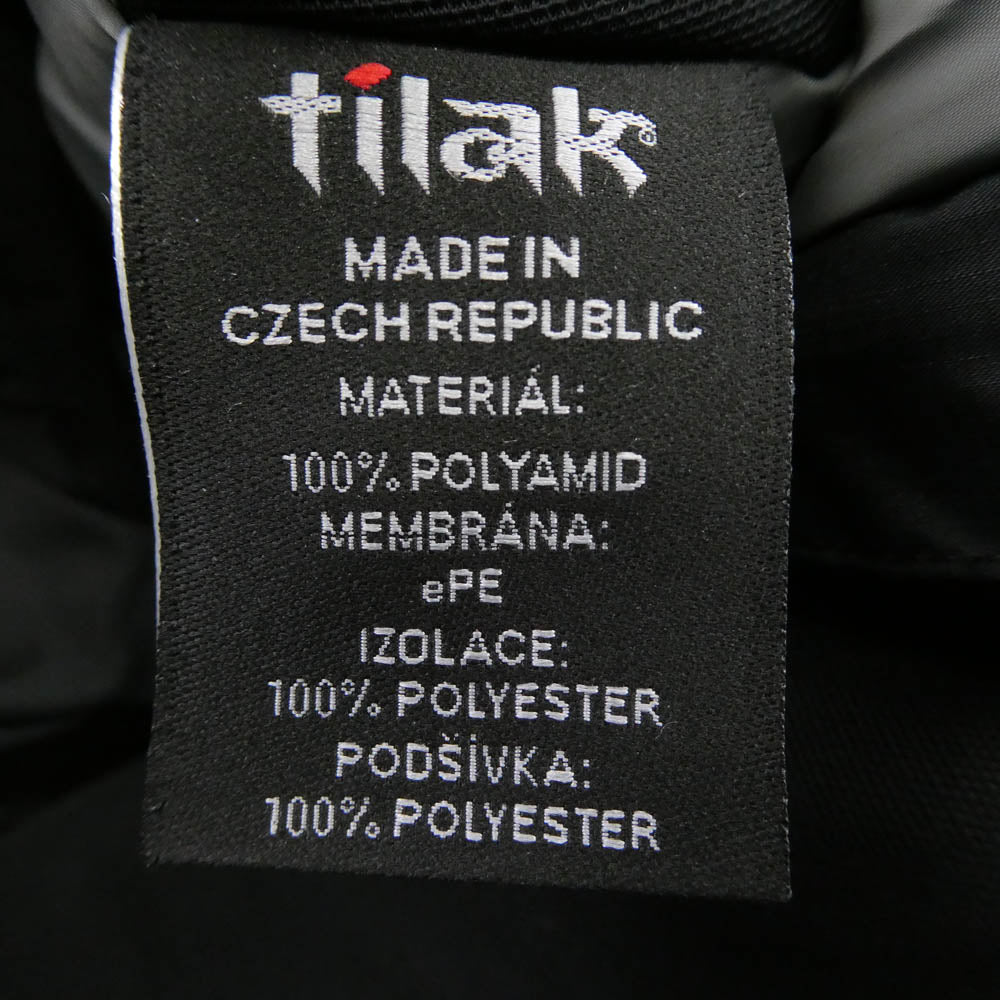 tilak®
MADE IN
CZECH REPUBLIC
MATERIÁL:
100% POLYAMID
MEMBRÁNA:
ePE
IZOLACE:
100% POLYESTER
PODŠÍVKA:
100% POLYESTER